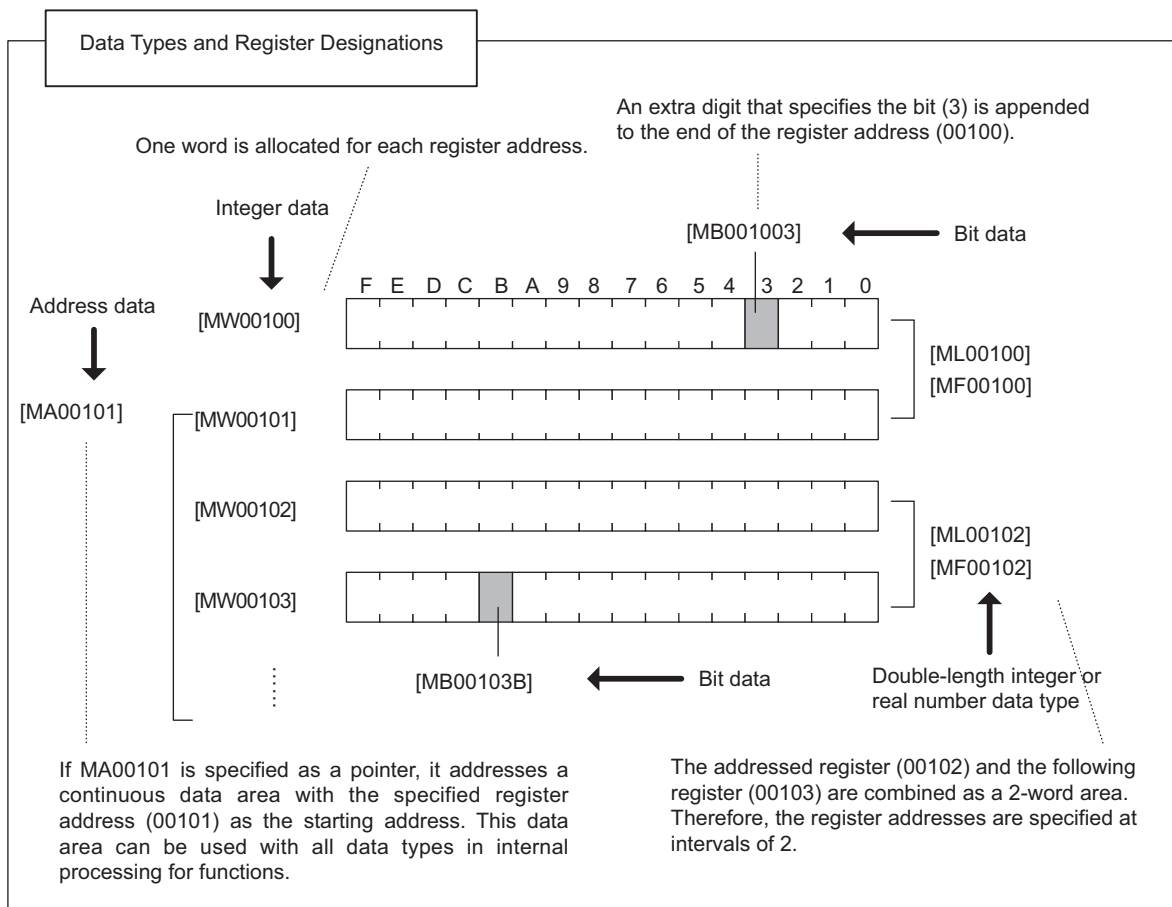 Data Types and Register Designations
An extra digit that specifies the bit (3) is appended
to the end of the register address (00100).
One word is allocated for each register address.
Integer data
[MB001003]
Bit data
F E D C B A 9 8 7 6 5 4 3 2 1 0
Address data
[MW00100]
[ML00100]
[MF00100]
[MA00101]
[MW00101]
[MW00102]
[ML00102]
[MF00102]
[MW00103]
[MB00103B]
Bit data
Double-length integer or
real number data type
If MA00101 is specified as a pointer, it addresses a
continuous data area with the specified register
address (00101) as the starting address. This data
area can be used with all data types in internal
processing for functions.
The addressed register (00102) and the following
register (00103) are combined as a 2-word area.
Therefore, the register addresses are specified at
intervals of 2.